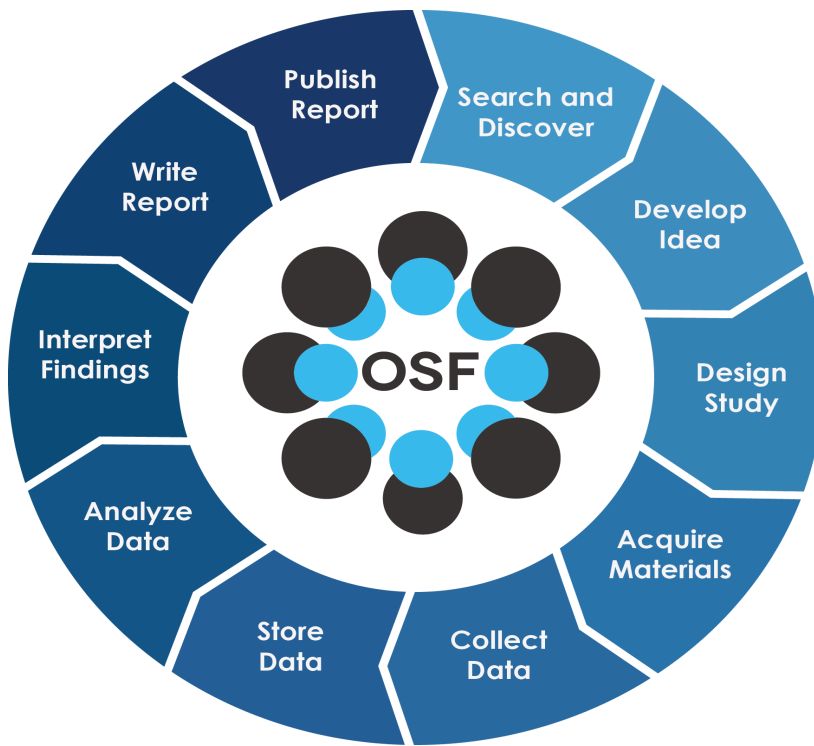 Search and
Discover
Develop
Idea
Design
Study
Acquire
Materials
Collect
Data
Store
Data
Analyze
Data
Interpret
Findings
Write
Report
Publish
Report
OSF